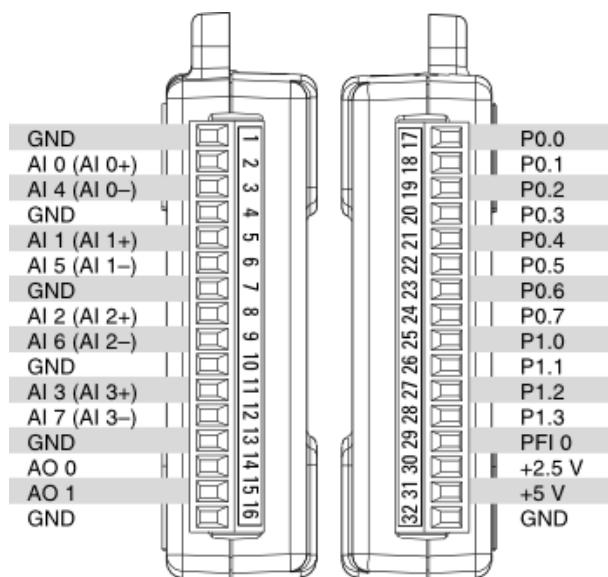 GND 1
AI 0 (AI 0+) 2
AI 4 (AI 0–) 3
GND 4
AI 1 (AI 1+) 5
AI 5 (AI 1–) 6
GND 7
AI 2 (AI 2+) 8
AI 6 (AI 2–) 9
GND 10
AI 3 (AI 3+) 11
AI 7 (AI 3–) 12
GND 13
AO 0 14
AO 1 15
GND 16
17 P0.0
18 P0.1
19 P0.2
20 P0.3
21 P0.4
22 P0.5
23 P0.6
24 P0.7
25 P1.0
26 P1.1
27 P1.2
28 P1.3
29 PFI 0
30 +2.5 V
31 +5 V
32 GND